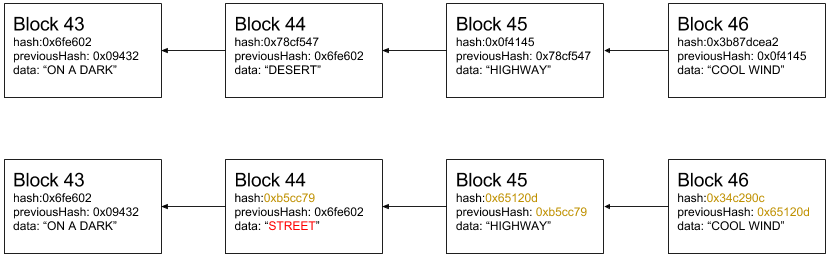 Block 43
hash:0x6fe602
previousHash: 0x09432
data: “ON A DARK”
Block 44
hash:0x78cf547
previousHash: 0x6fe602
data: “DESERT”
Block 45
hash:0x0f4145
previousHash: 0x78cf547
data: “HIGHWAY”
Block 46
hash:0x3b87dcea2
previousHash: 0x0f4145
data: “COOL WIND”
Block 43
hash:0x6fe602
previousHash: 0x09432
data: “ON A DARK”
Block 44
hash:0xb5cc79
previousHash: 0x6fe602
data: “STREET”
Block 45
hash:0x65120d
previousHash: 0xb5cc79
data: “HIGHWAY”
Block 46
hash:0x34c290c
previousHash: 0x65120d
data: “COOL WIND”